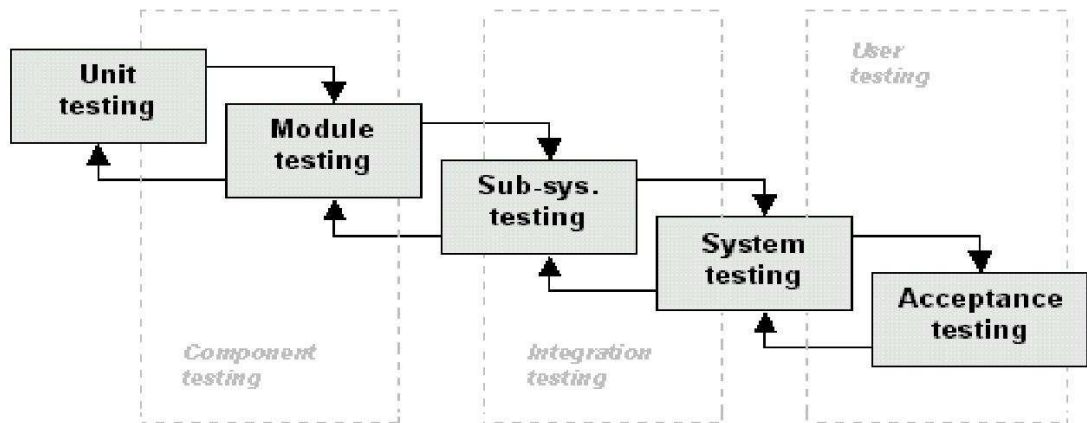 Unit
testing
Module
testing
Sub-sys.
testing
System
testing
Acceptance
testing
Component
testing
Integration
testing
User
testing